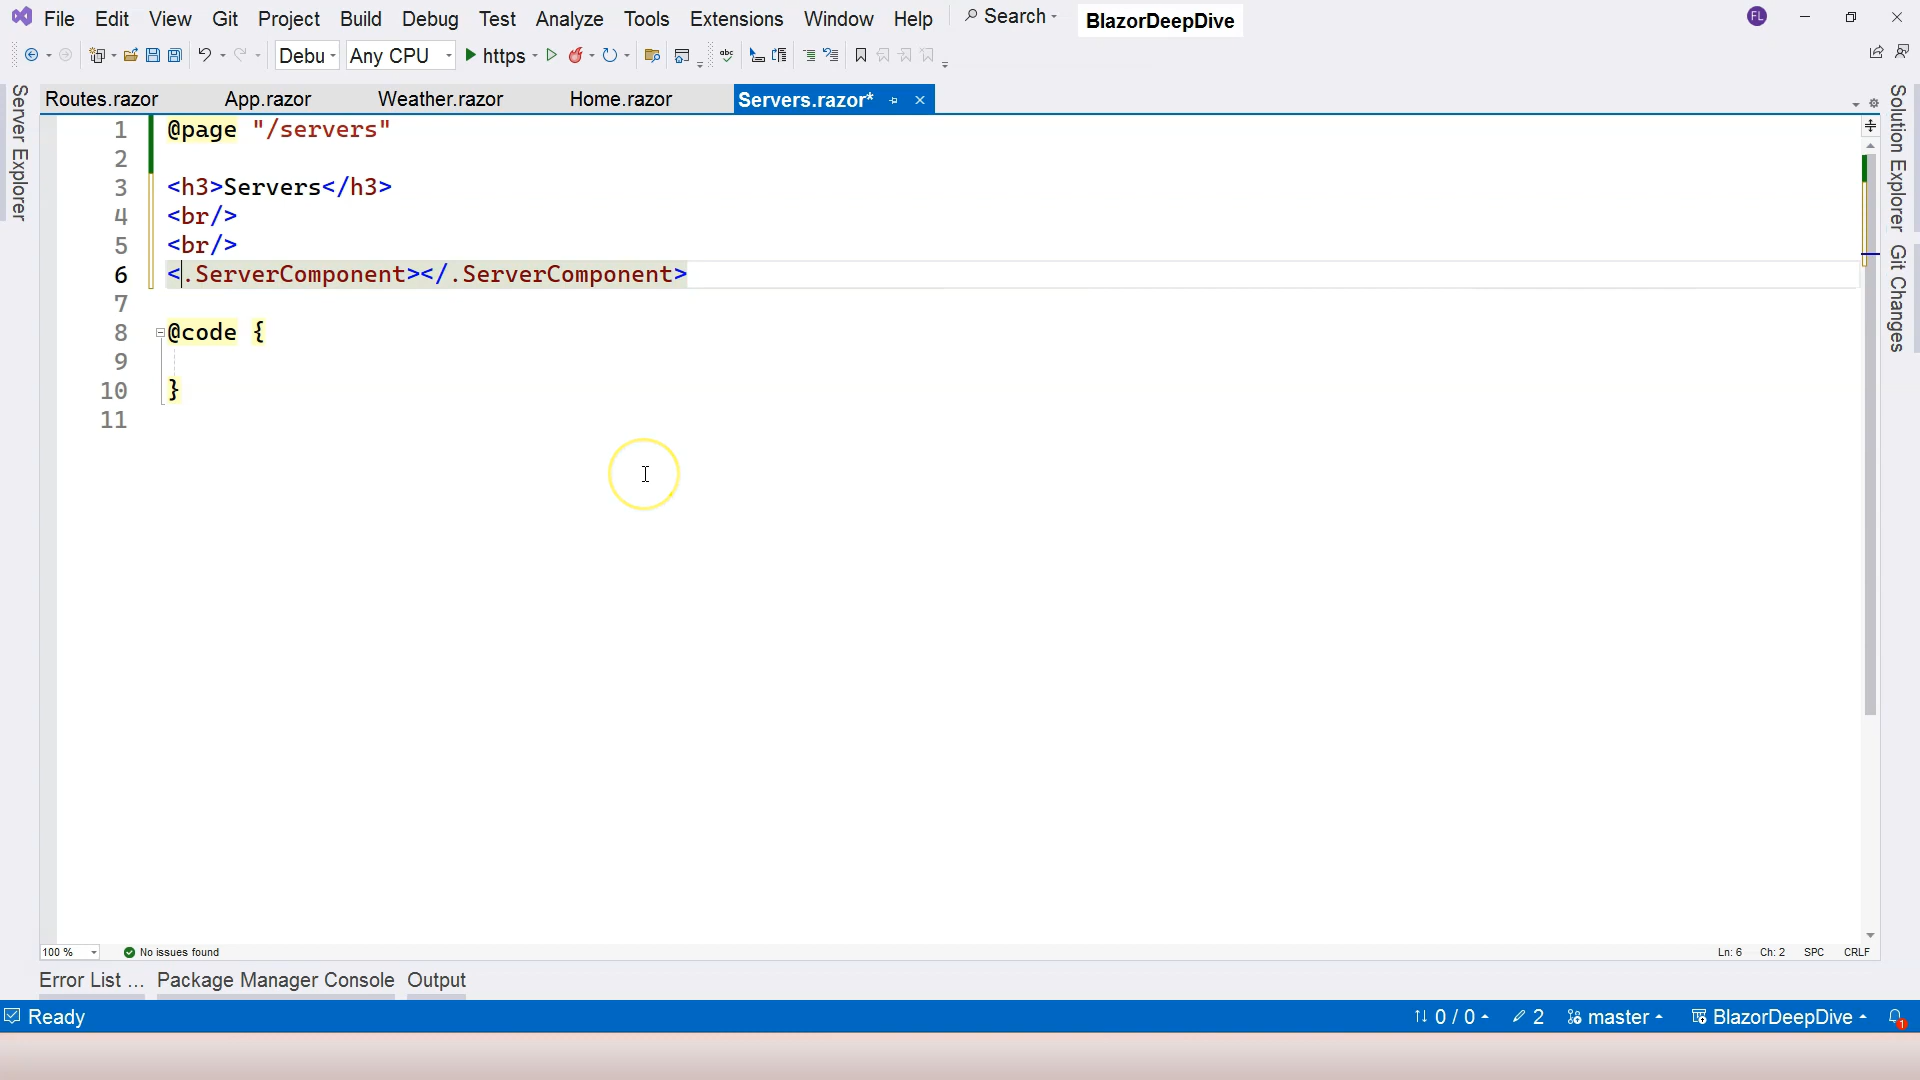 File Edit View Git Project Build Debug Test Analyze Tools Extensions Window Help Search BlazorDeepDive FL
Debu Any CPU https abc
Server Explorer
Routes.razor App.razor Weather.razor Home.razor Servers.razor*
1 @page "/servers"
2
3 <h3>Servers</h3>
4 <br/>
5 <br/>
6 <.ServerComponent></.ServerComponent>
7
8 @code {
9
10 }
11
Solution Explorer
Git Changes
100 % No issues found Ln: 6 Ch: 2 SPC CRLF
Error List ... Package Manager Console Output
Ready 0 / 0 2 master BlazorDeepDive 1